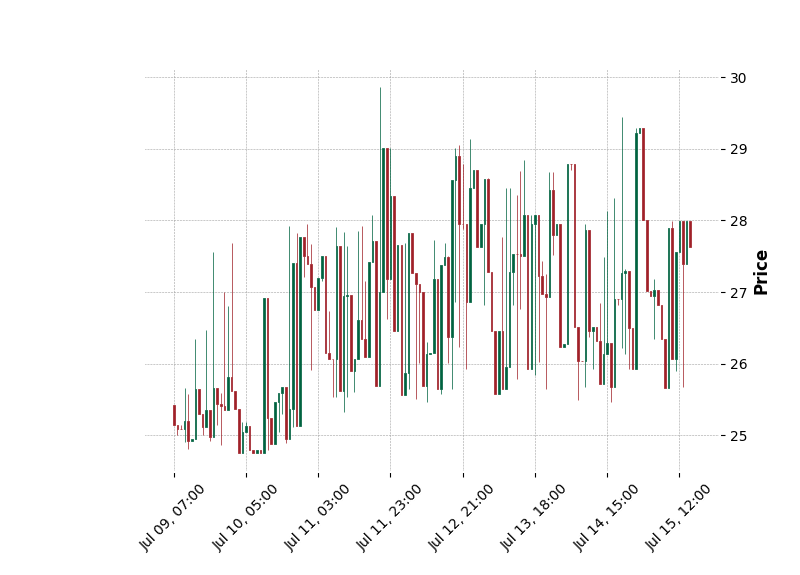 30
29
28
27
26
25
Price
Jul 09, 07:00
Jul 10, 05:00
Jul 11, 03:00
Jul 11, 23:00
Jul 12, 21:00
Jul 13, 18:00
Jul 14, 15:00
Jul 15, 12:00